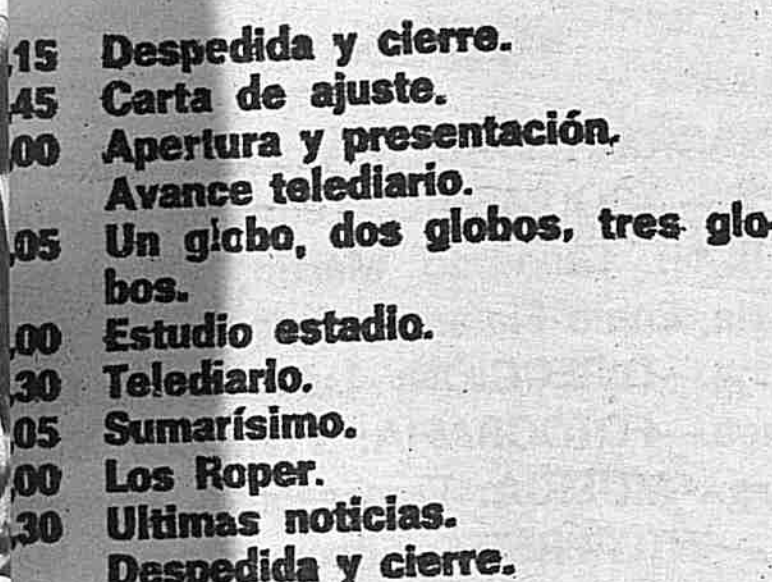 ,15 Despedida y cierre.
,45 Carta de ajuste.
,00 Apertura y presentación.
Avance telediario.
,05 Un globo, dos globos, tres glo-
bos.
,00 Estudio estadio.
,30 Telediario.
,05 Sumarísimo.
,00 Los Roper.
,30 Ultimas noticias.
Despedida y cierre.